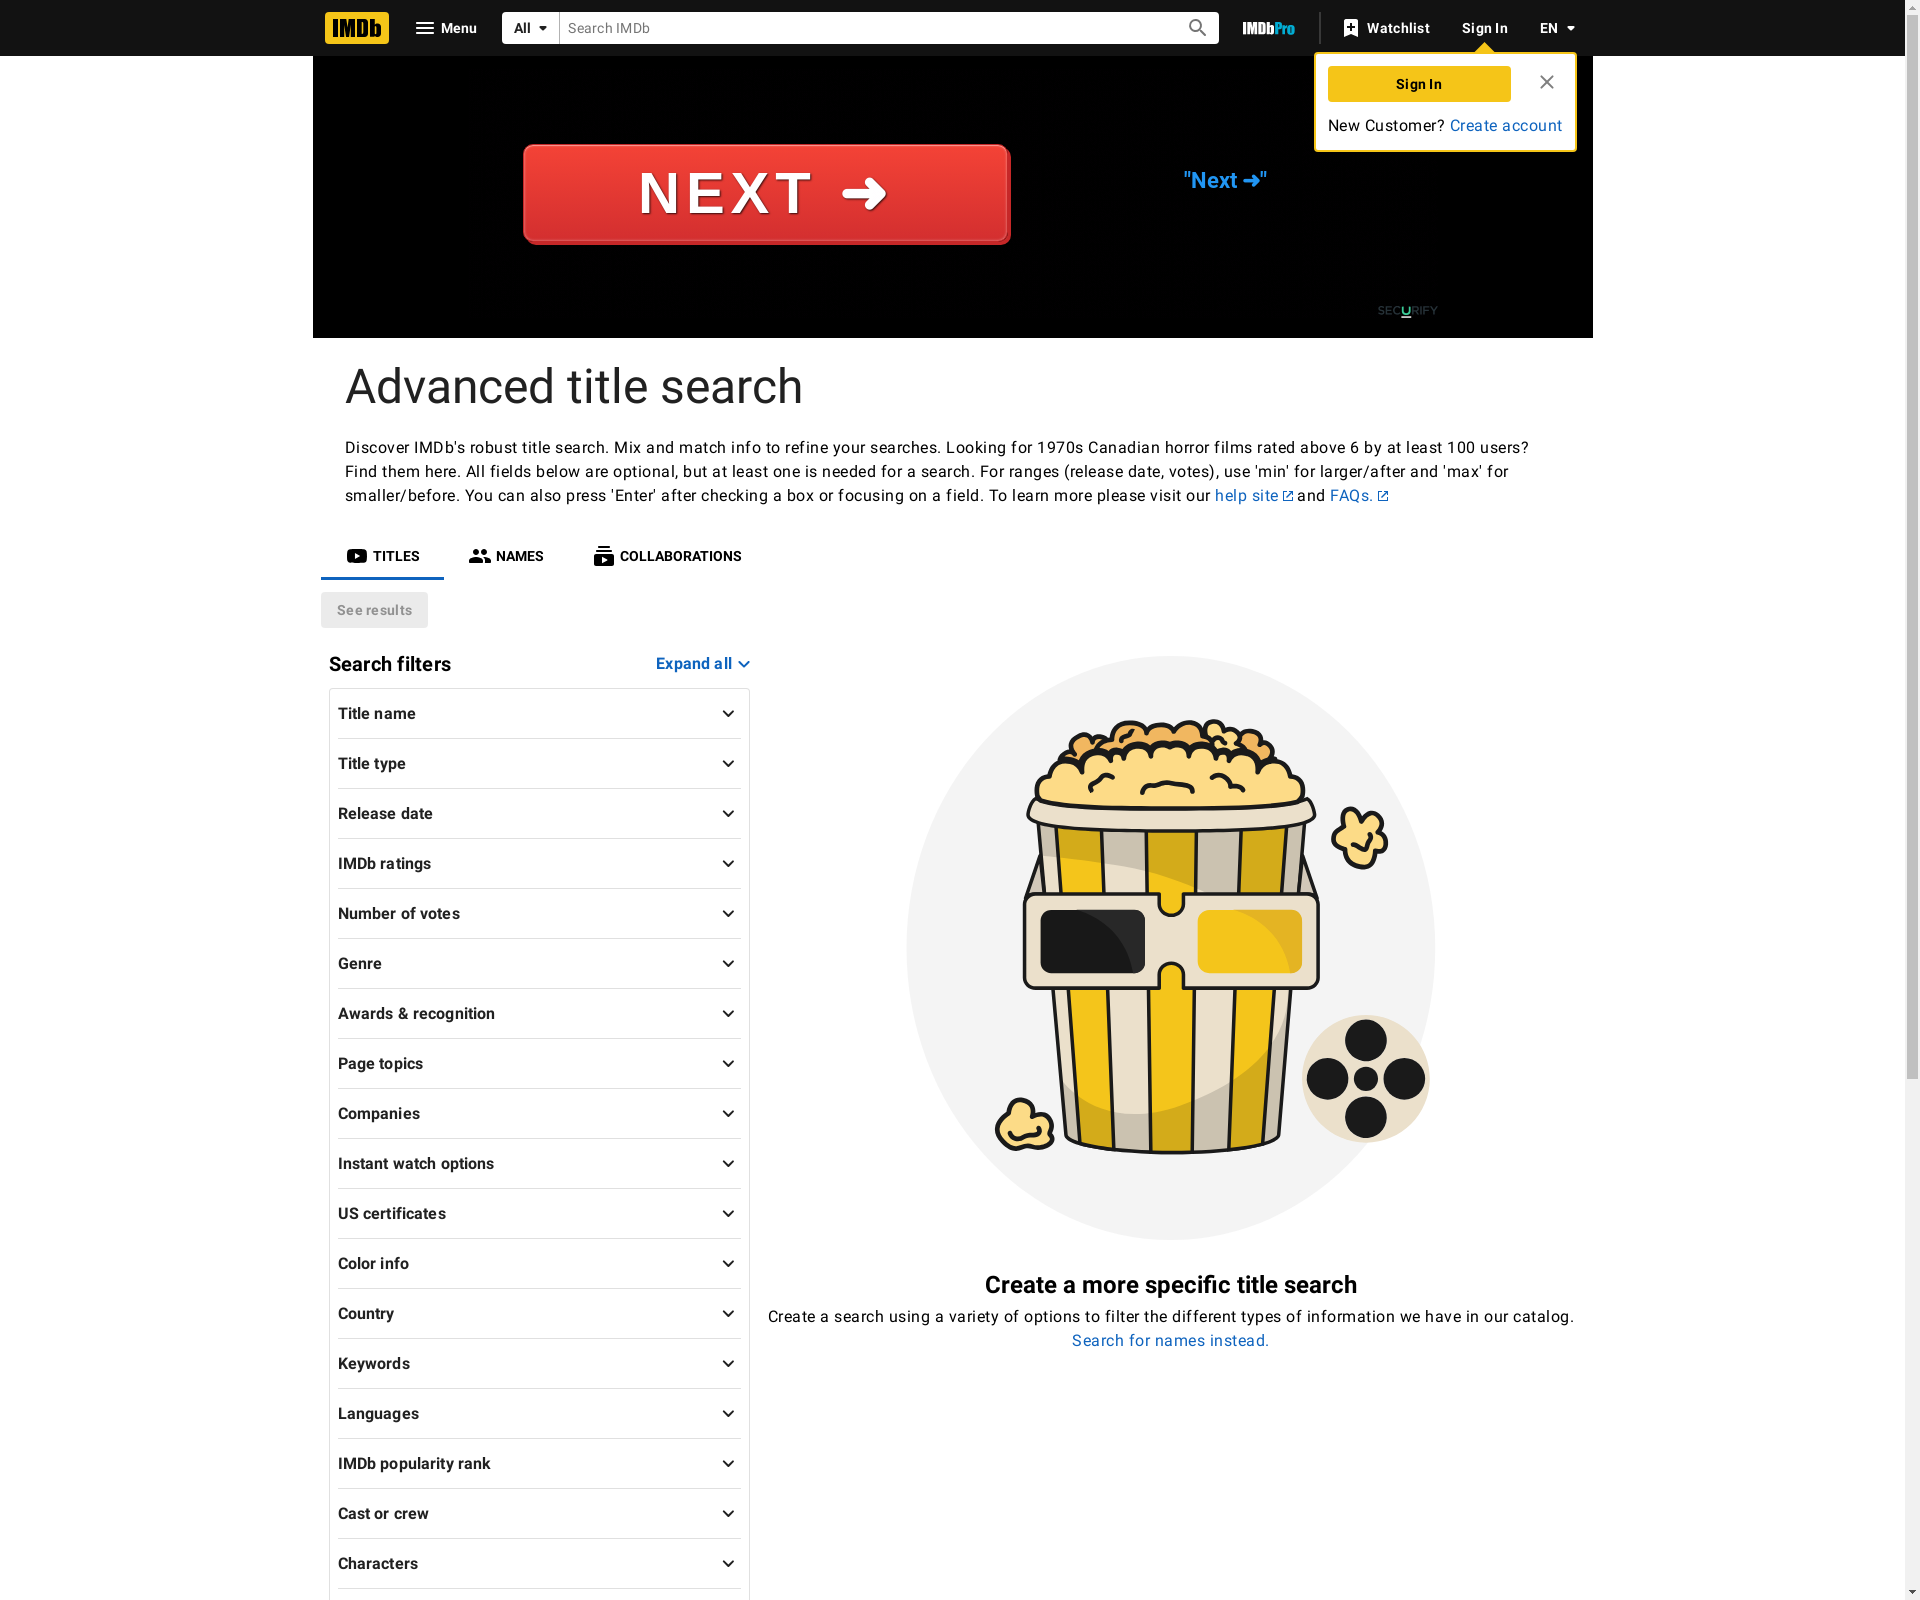 IMDb Menu All Search IMDb IMDbPro Watchlist Sign In EN
Sign In
New Customer? Create account
NEXT ➜
"Next ➜"
SECURIFY
Advanced title search
Discover IMDb's robust title search. Mix and match info to refine your searches. Looking for 1970s Canadian horror films rated above 6 by at least 100 users?
Find them here. All fields below are optional, but at least one is needed for a search. For ranges (release date, votes), use 'min' for larger/after and 'max' for
smaller/before. You can also press 'Enter' after checking a box or focusing on a field. To learn more please visit our help site and FAQs.
TITLES NAMES COLLABORATIONS
See results
Search filters Expand all
Title name
Title type
Release date
IMDb ratings
Number of votes
Genre
Awards & recognition
Page topics
Companies
Instant watch options
US certificates
Color info
Country
Keywords
Languages
IMDb popularity rank
Cast or crew
Characters
Create a more specific title search
Create a search using a variety of options to filter the different types of information we have in our catalog.
Search for names instead.